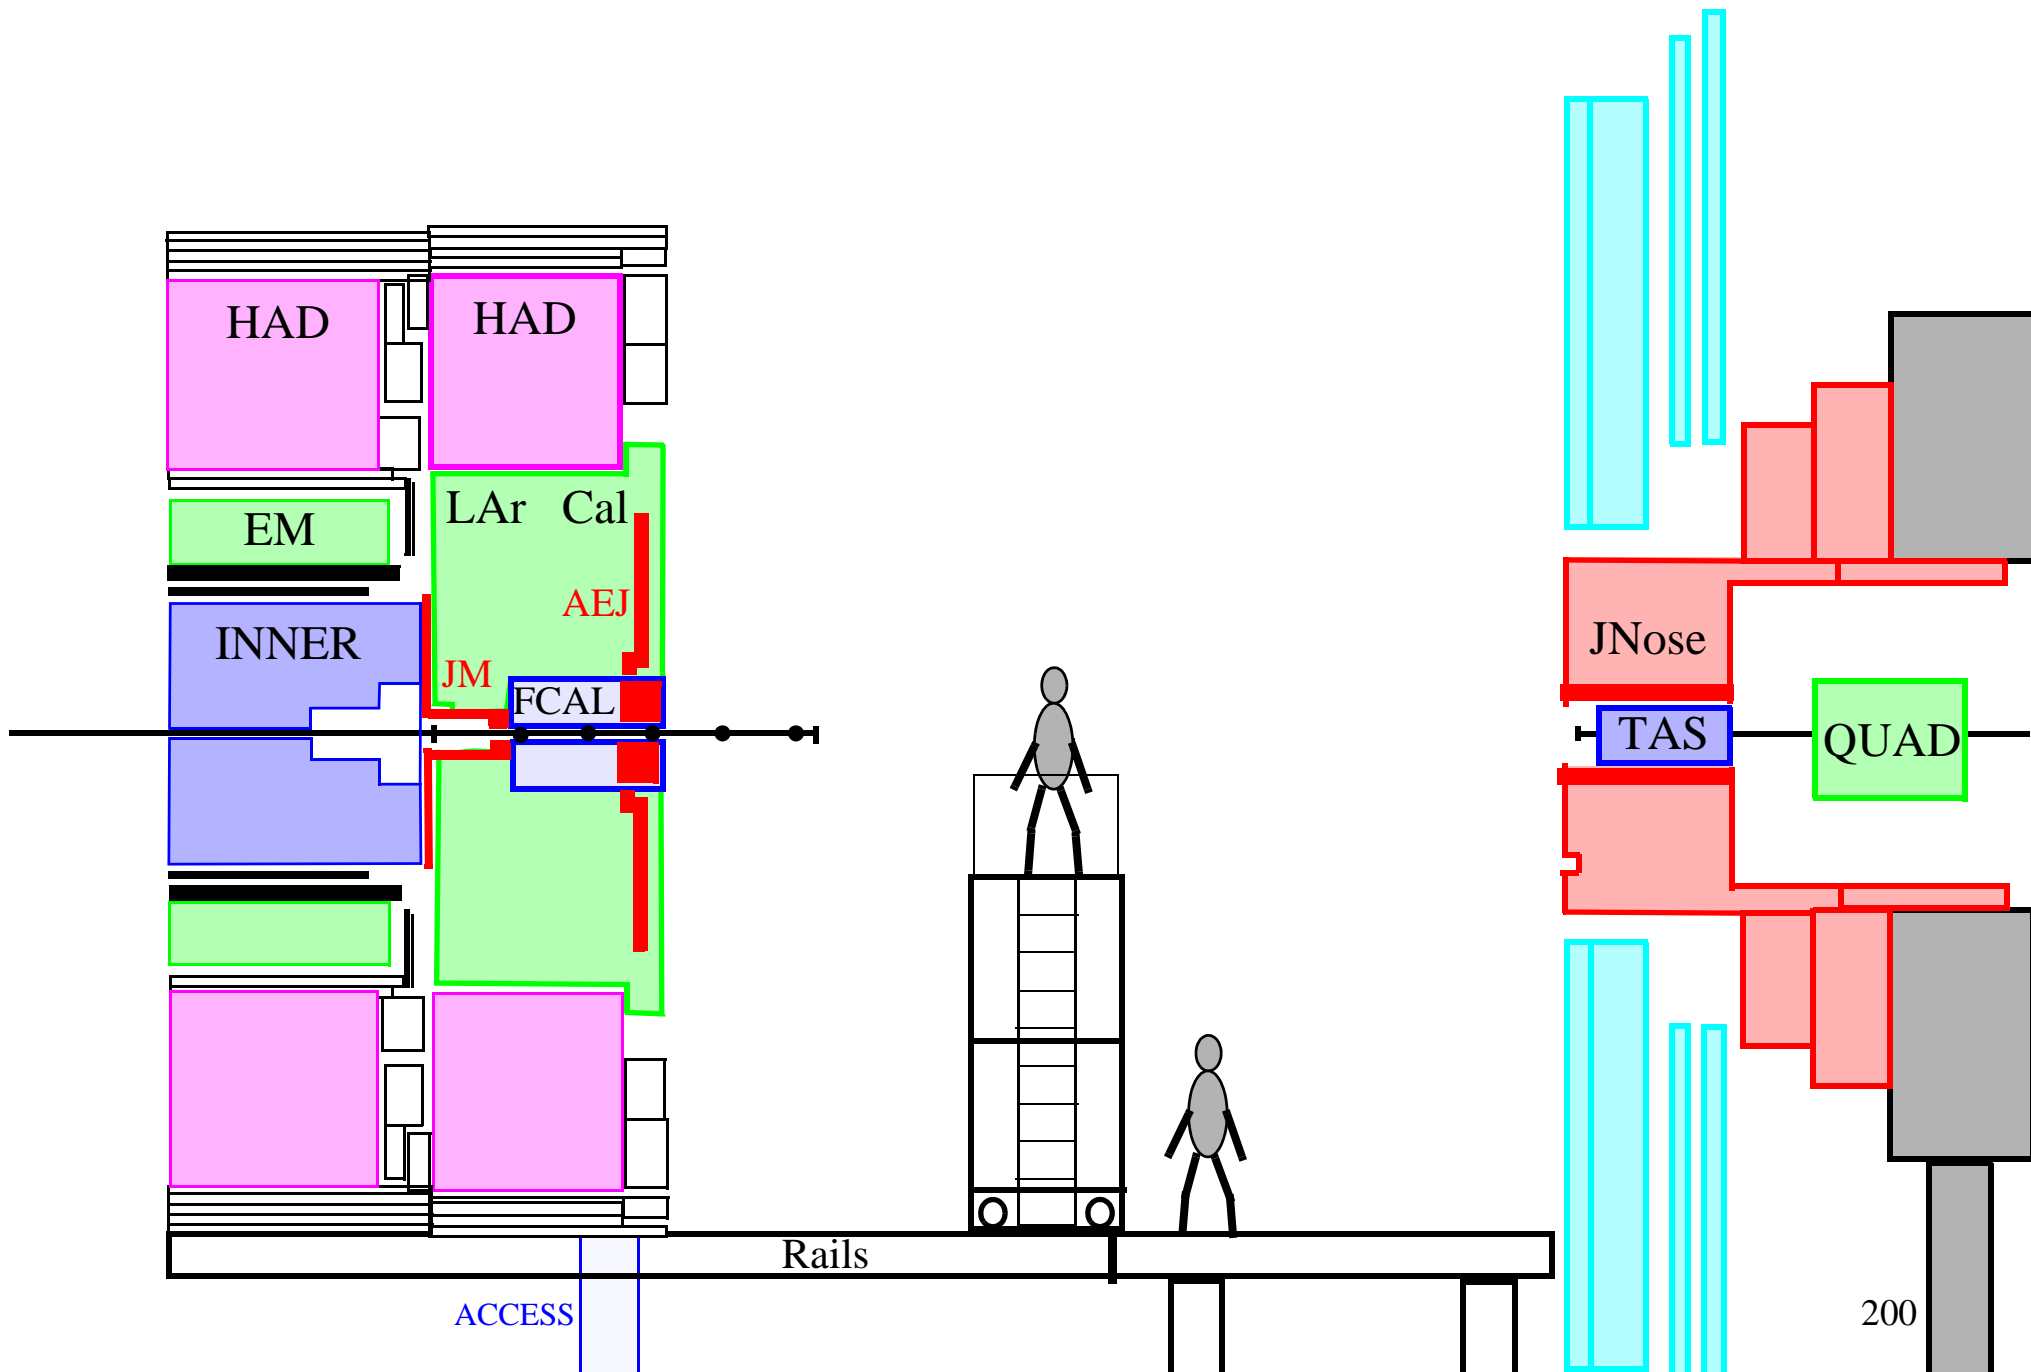 HAD
HAD
LAr Cal
EM
AEJ
INNER
JM
FCAL
JNose
TAS
QUAD
Rails
ACCESS
200